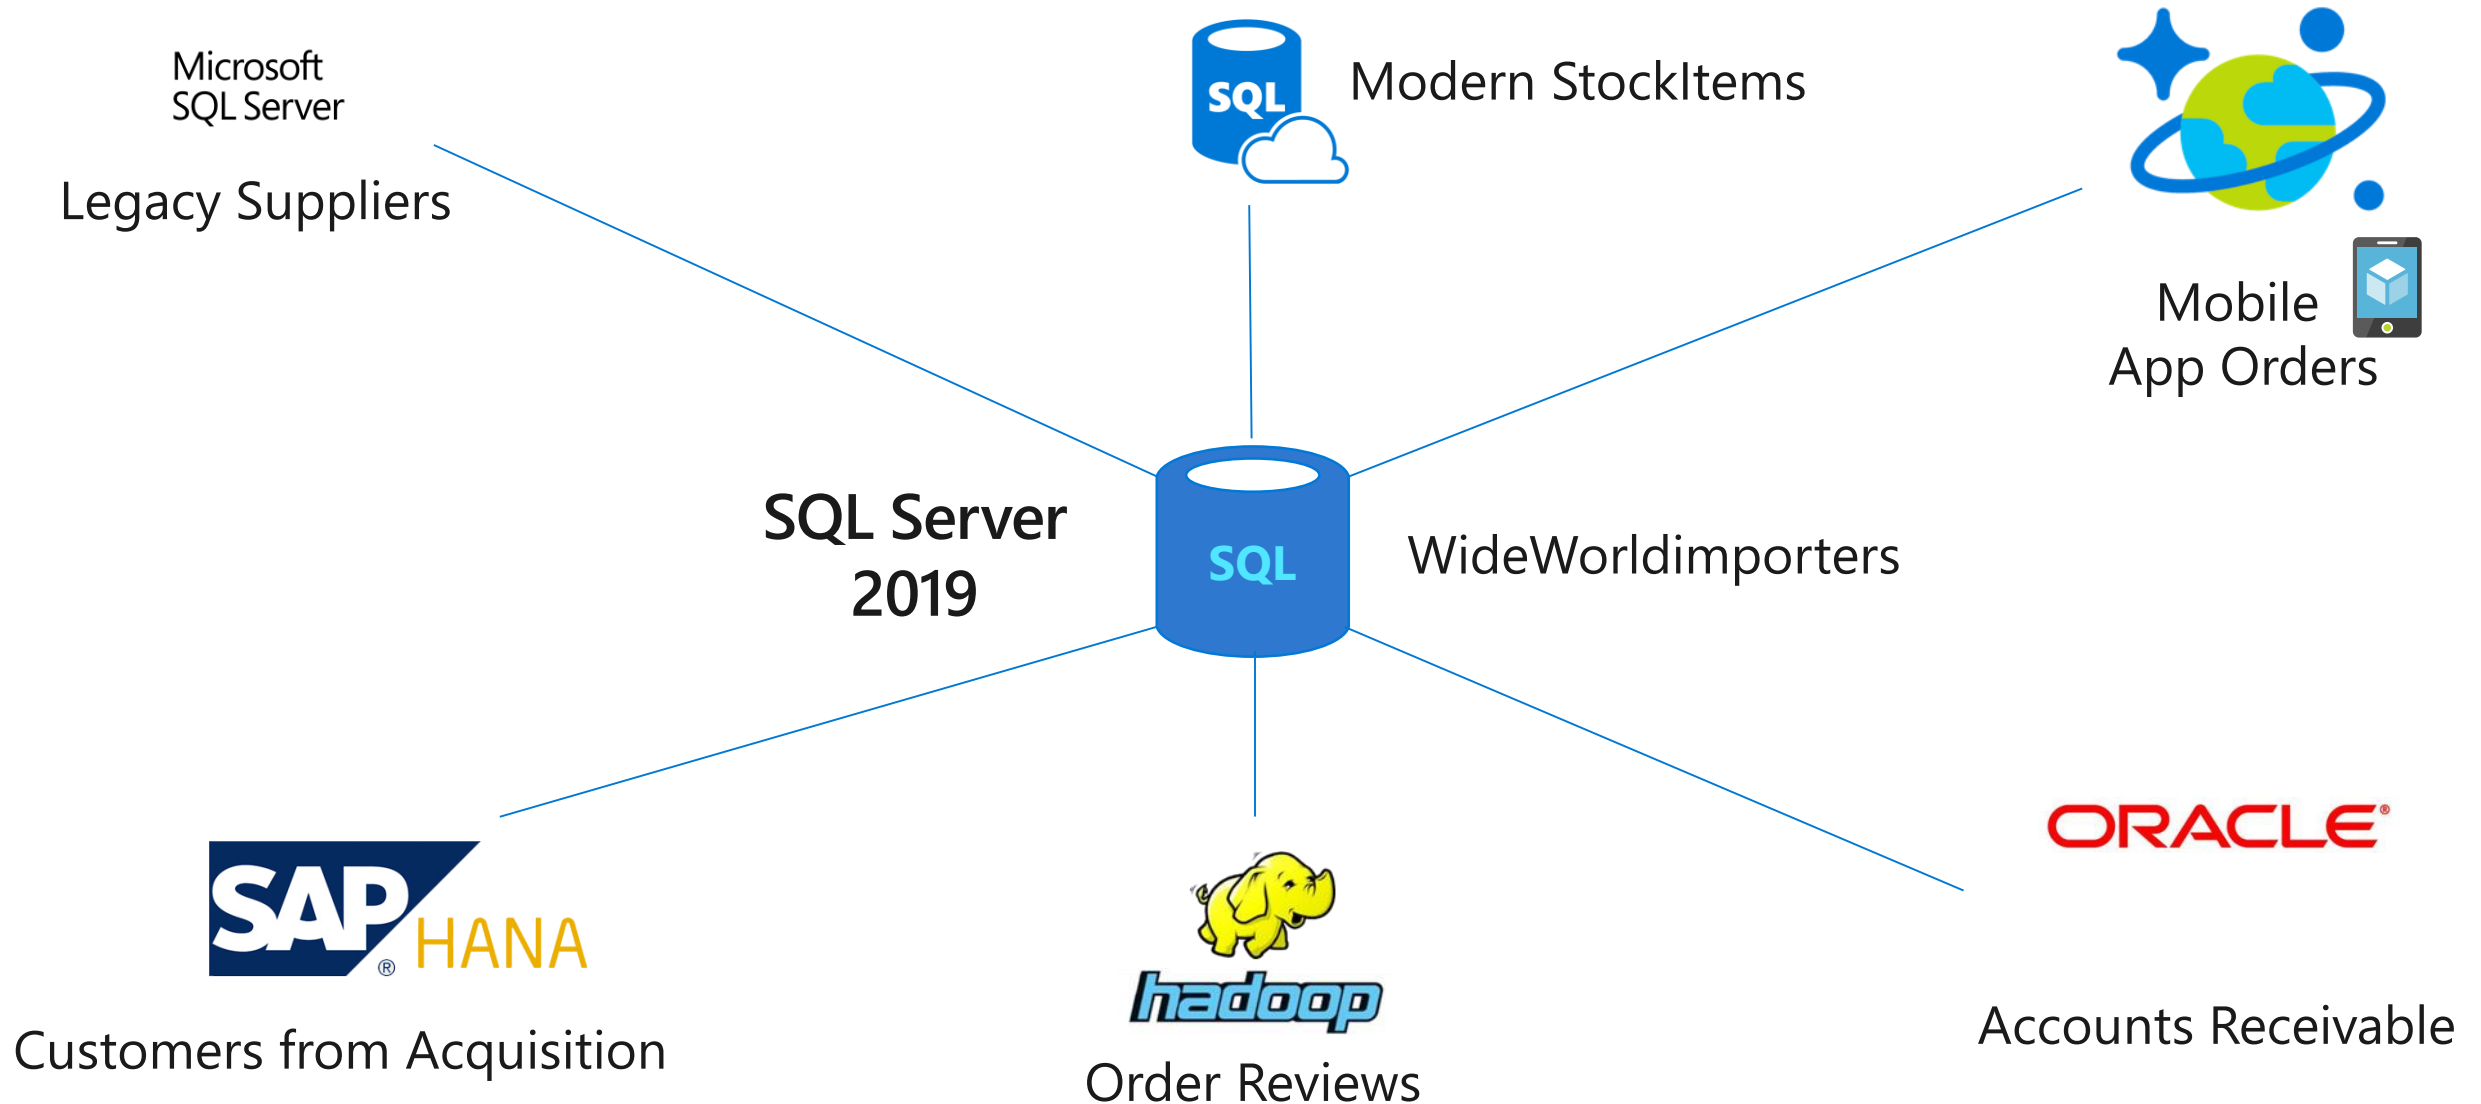 Microsoft
SQL Server
Legacy Suppliers
SQL
Modern StockItems
Mobile
App Orders
SQL Server
2019
SQL
WideWorldimporters
SAP
®
HANA
Customers from Acquisition
hadoop
Order Reviews
ORACLE®
Accounts Receivable